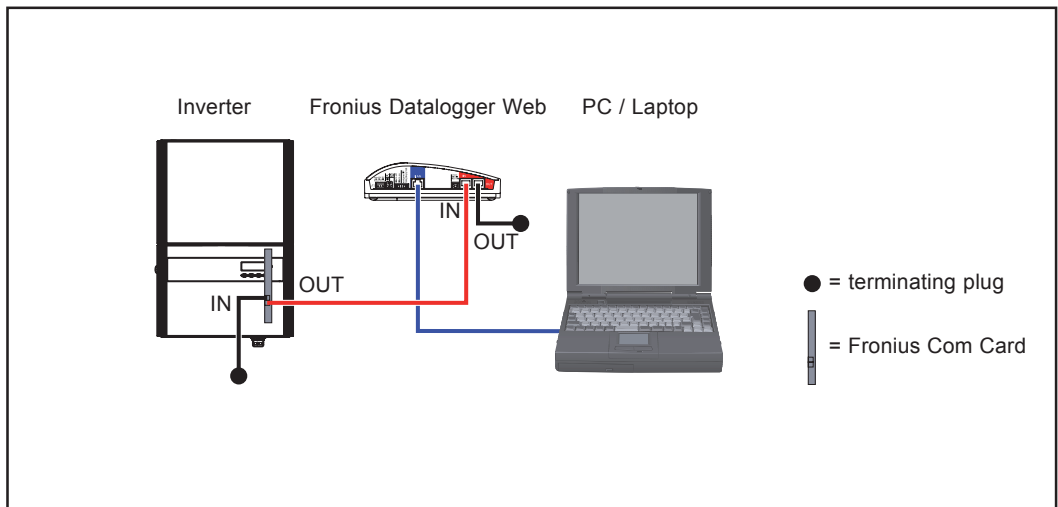 Inverter
Fronius Datalogger Web
PC / Laptop
IN
OUT
OUT
IN
= terminating plug
= Fronius Com Card